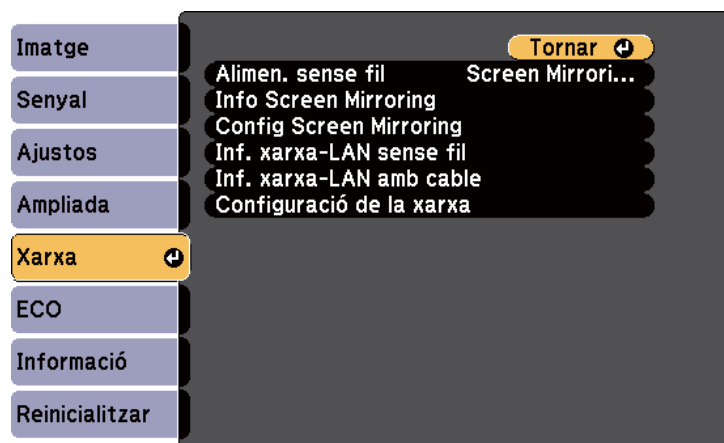 Imatge
Senyal
Ajustos
Ampliada
Xarxa
ECO
Informació
Reinicialitzar
Tornar
Alimen. sense fil Screen Mirrori...
Info Screen Mirroring
Config Screen Mirroring
Inf. xarxa-LAN sense fil
Inf. xarxa-LAN amb cable
Configuració de la xarxa